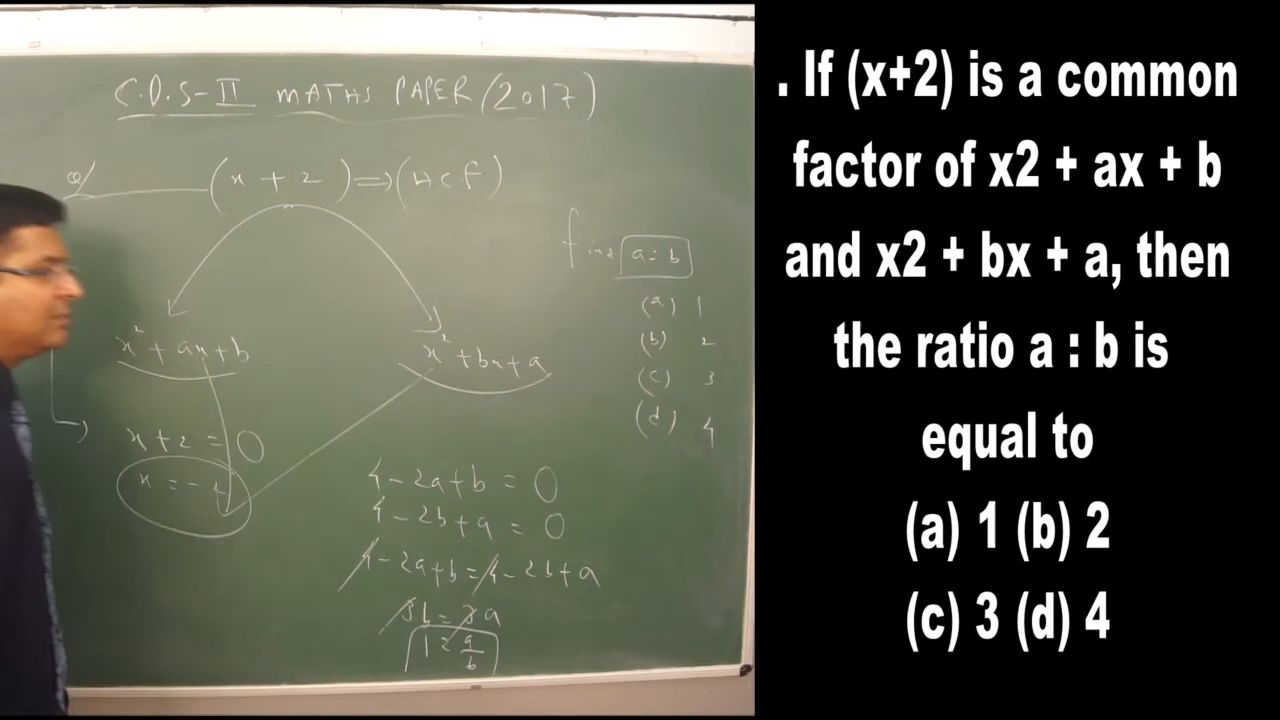 C.D.S-II MATHS PAPER (2017)
Q/ (x + 2) ⇒ (HCF)
find a:b
(a) 1
(b) 2
(c) 3
(d) 4
x² + ax + b
x² + bx + a
x + 2 = 0
x = -2
4 - 2a + b = 0
4 - 2b + a = 0
4 - 2a + b = 4 - 2b + a
3b = 3a
1 = a/b
. If (x+2) is a common
factor of x2 + ax + b
and x2 + bx + a, then
the ratio a : b is
equal to
(a) 1 (b) 2
(c) 3 (d) 4